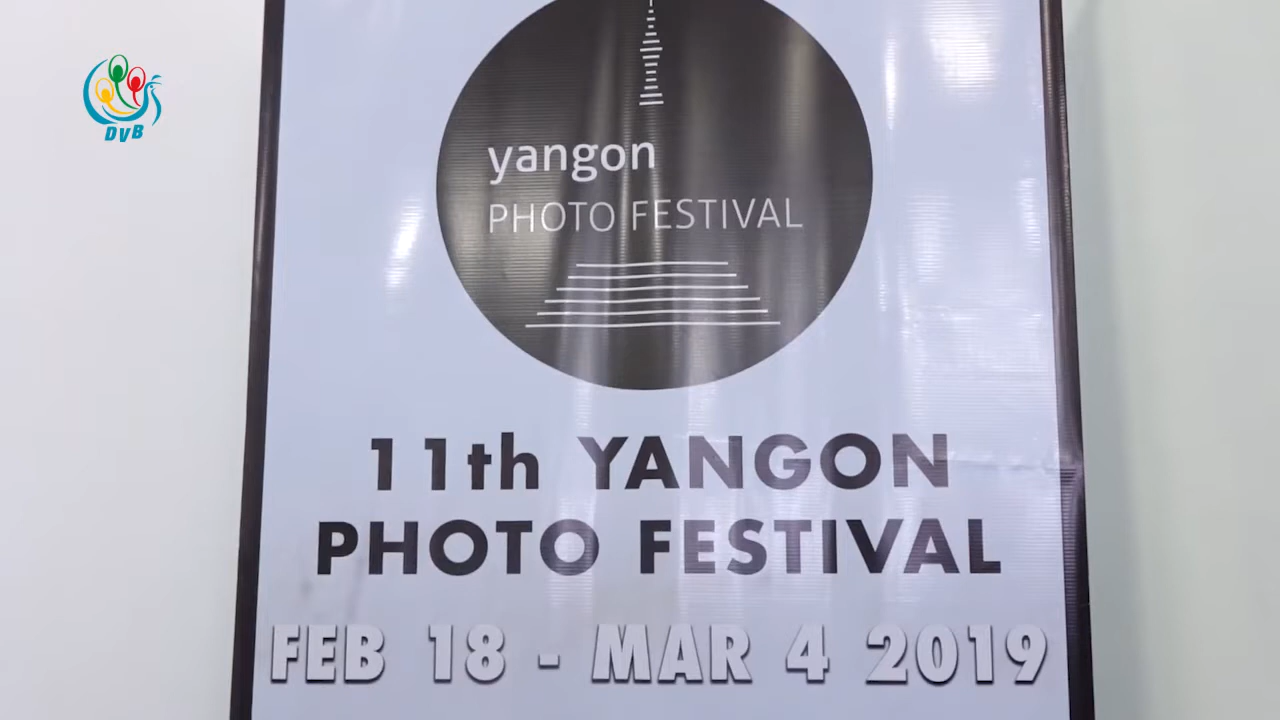 DVB
yangon
PHOTO FESTIVAL
11th YANGON
PHOTO FESTIVAL
FEB 18 - MAR 4 2019